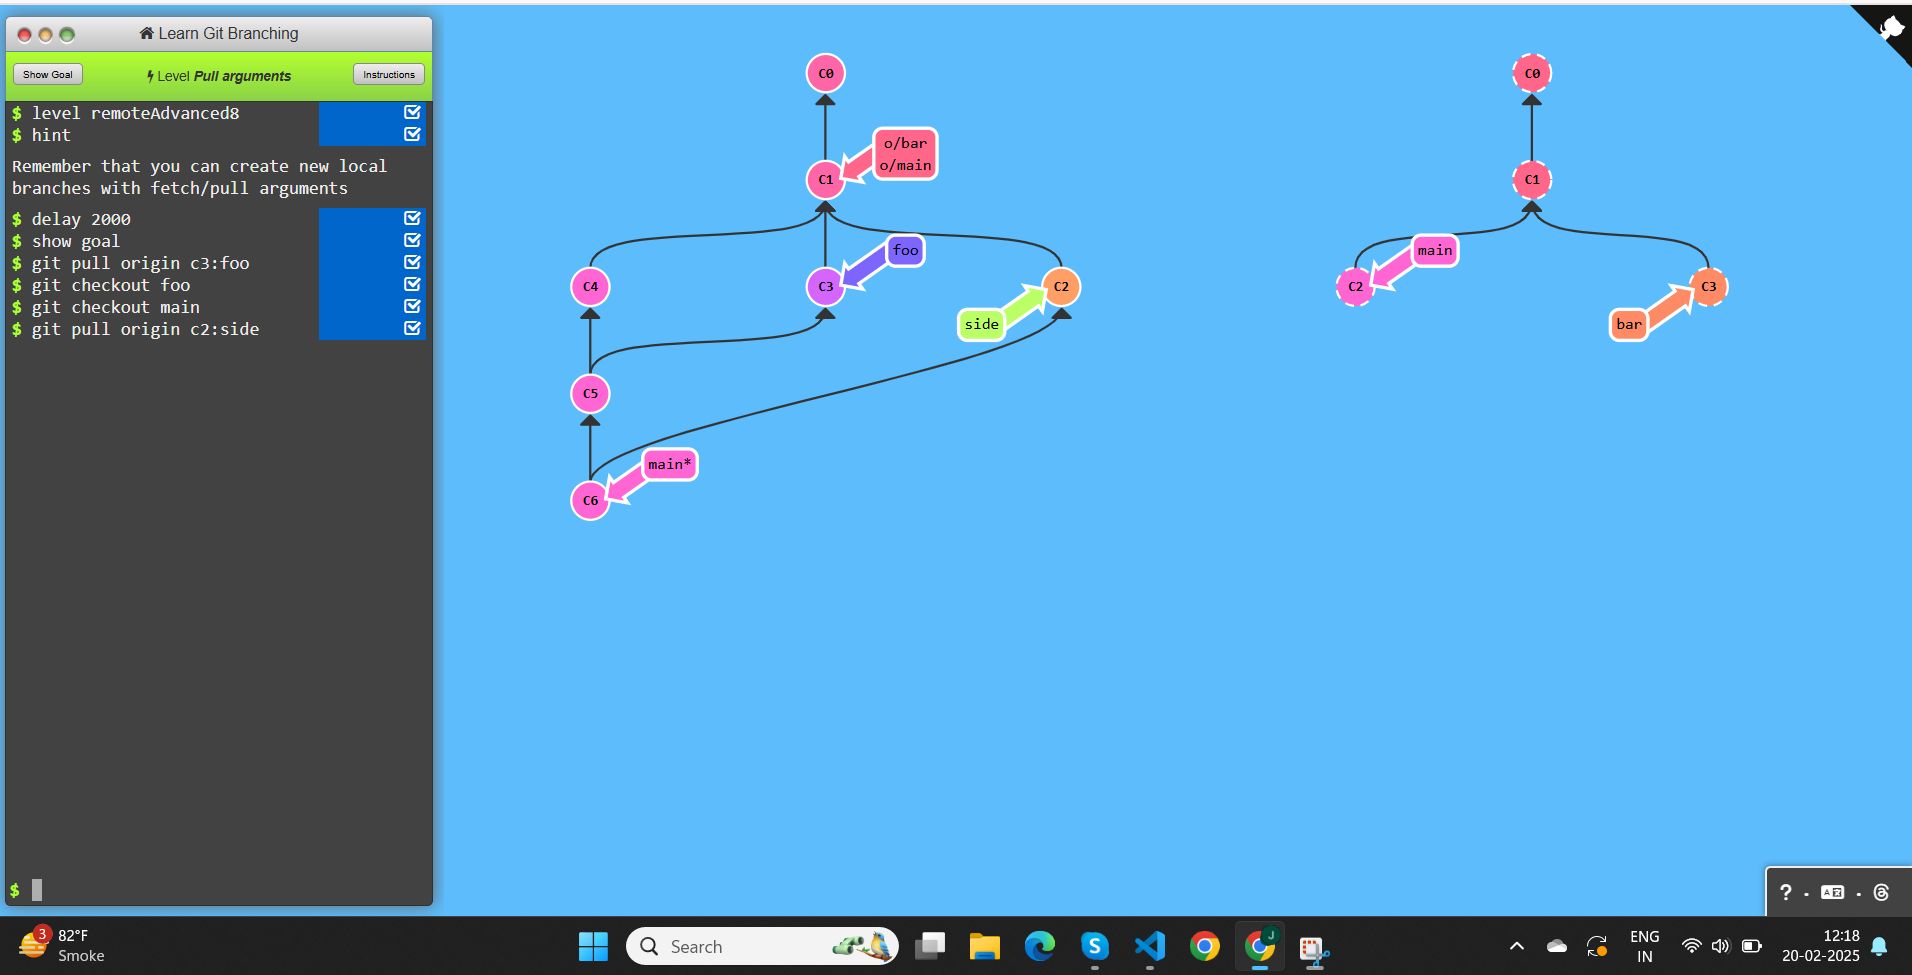 Learn Git Branching
Show Goal
Level Pull arguments
Instructions
$ level remoteAdvanced8
$ hint
Remember that you can create new local
branches with fetch/pull arguments
$ delay 2000
$ show goal
$ git pull origin c3:foo
$ git checkout foo
$ git checkout main
$ git pull origin c2:side
$
C0
o/bar
o/main
C1
foo
C4
C3
C2
side
C5
main*
C6
C0
C1
main
C2
C3
bar
? · A文 ·
3
82°F
Smoke
Search
S
J
ENG
IN
12:18
20-02-2025